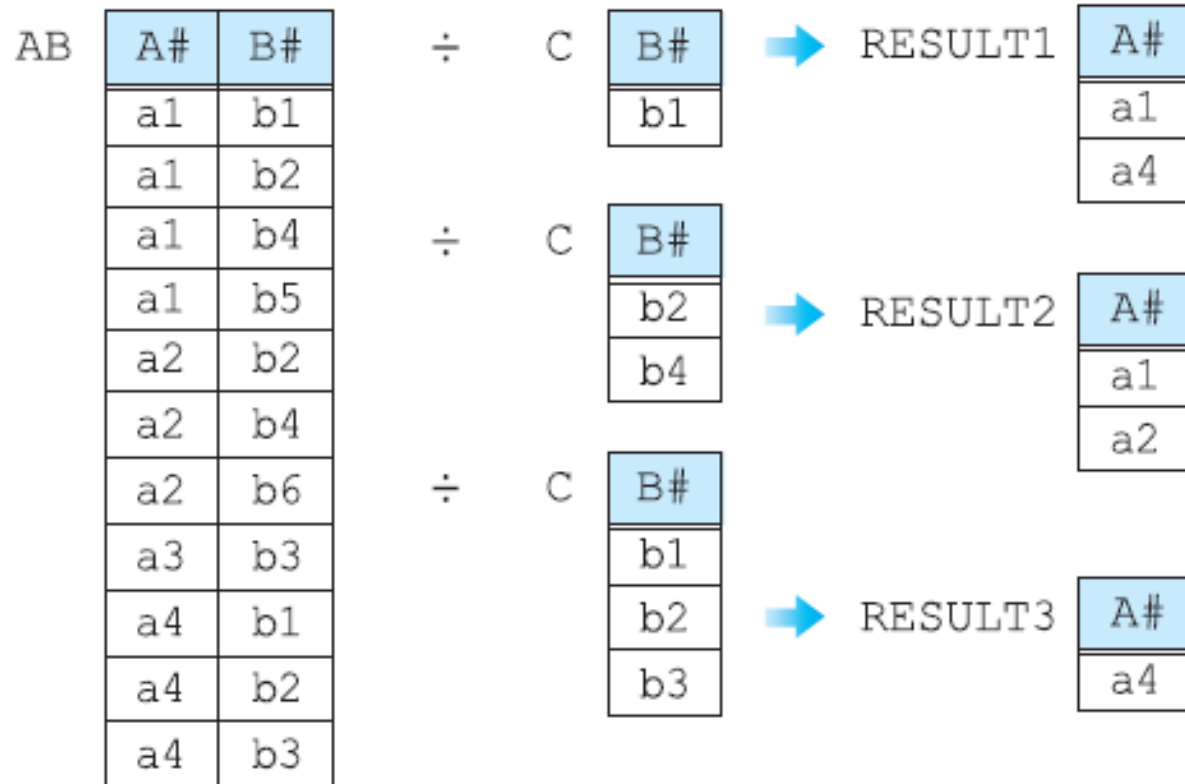 AB A# B# ÷ C B# RESULT1 A#
a1 b1 b1 a1
a1 b2 a4
a1 b4 ÷ C B#
a1 b5 b2 RESULT2 A#
a2 b2 b4 a1
a2 b4 a2
a2 b6 ÷ C B#
a3 b3 b1
a4 b1 b2 RESULT3 A#
a4 b2 b3 a4
a4 b3